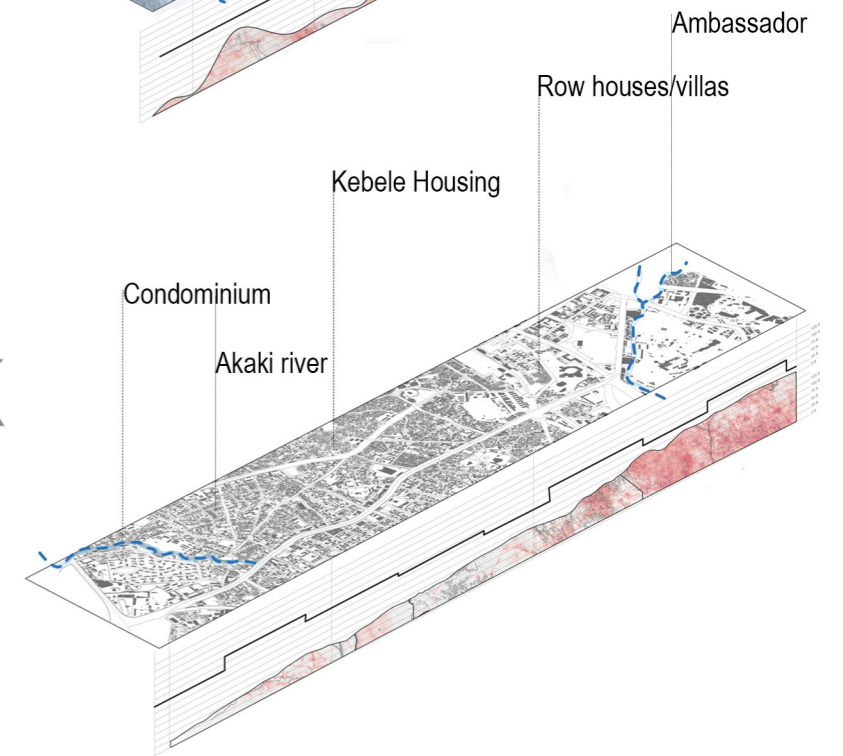 Ambassador
Row houses/villas
Kebele Housing
Condominium
Akaki river